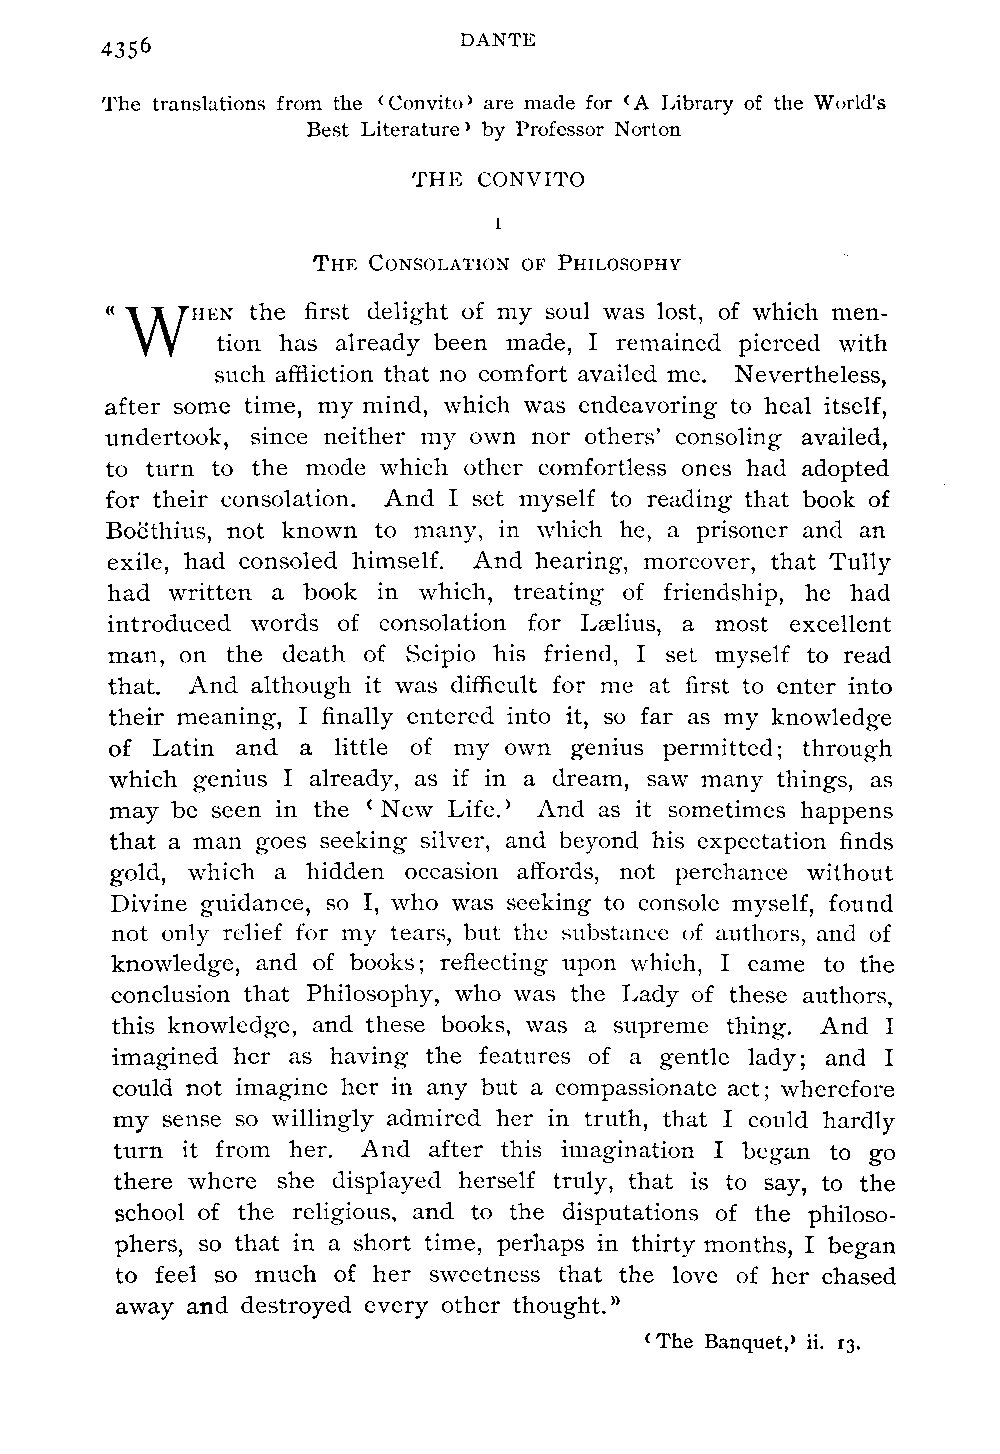 4356
DANTE
The translations from the ‘Convito’ are made for ‘A Library of the World's
Best Literature’ by Professor Norton
THE CONVITO
I
THE CONSOLATION OF PHILOSOPHY
“WHEN the first delight of my soul was lost, of which men-
tion has already been made, I remained pierced with
such affliction that no comfort availed me. Nevertheless,
after some time, my mind, which was endeavoring to heal itself,
undertook, since neither my own nor others’ consoling availed,
to turn to the mode which other comfortless ones had adopted
for their consolation. And I set myself to reading that book of
Boëthius, not known to many, in which he, a prisoner and an
exile, had consoled himself. And hearing, moreover, that Tully
had written a book in which, treating of friendship, he had
introduced words of consolation for Lælius, a most excellent
man, on the death of Scipio his friend, I set myself to read
that. And although it was difficult for me at first to enter into
their meaning, I finally entered into it, so far as my knowledge
of Latin and a little of my own genius permitted; through
which genius I already, as if in a dream, saw many things, as
may be seen in the ‘New Life.’ And as it sometimes happens
that a man goes seeking silver, and beyond his expectation finds
gold, which a hidden occasion affords, not perchance without
Divine guidance, so I, who was seeking to console myself, found
not only relief for my tears, but the substance of authors, and of
knowledge, and of books; reflecting upon which, I came to the
conclusion that Philosophy, who was the Lady of these authors,
this knowledge, and these books, was a supreme thing. And I
imagined her as having the features of a gentle lady; and I
could not imagine her in any but a compassionate act; wherefore
my sense so willingly admired her in truth, that I could hardly
turn it from her. And after this imagination I began to go
there where she displayed herself truly, that is to say, to the
school of the religious, and to the disputations of the philoso-
phers, so that in a short time, perhaps in thirty months, I began
to feel so much of her sweetness that the love of her chased
away and destroyed every other thought.”
‘The Banquet,’ ii. 13.